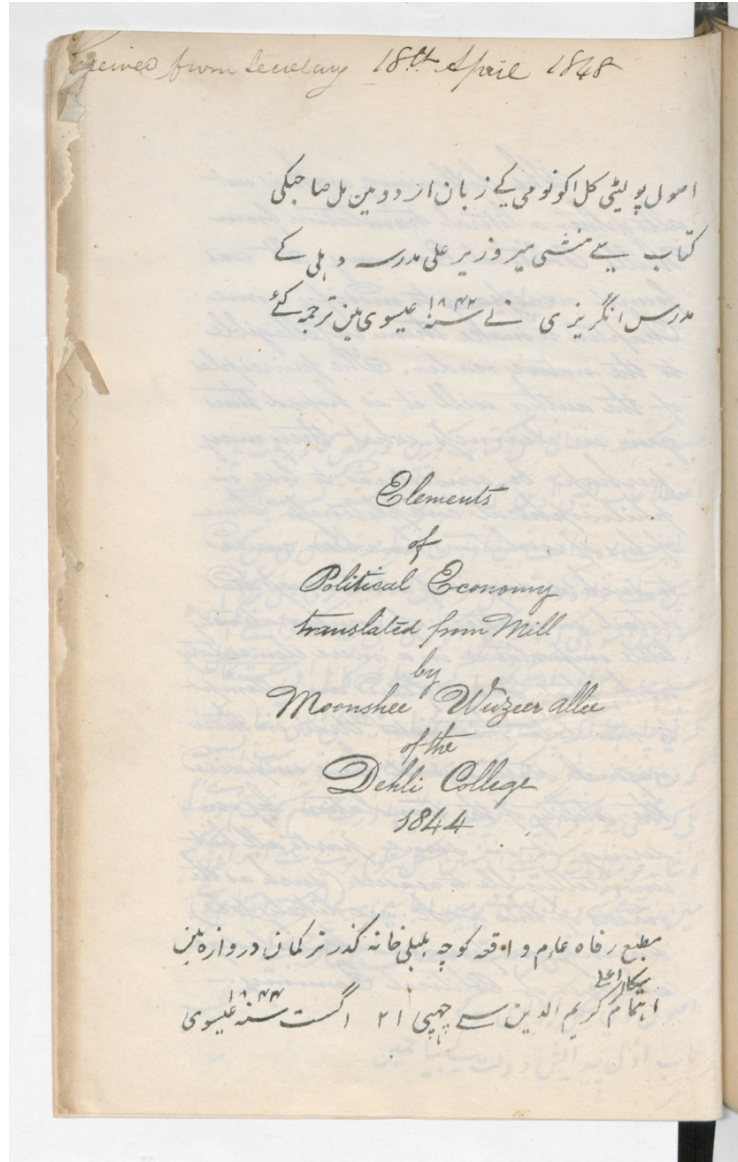 Received from Secretary 18th April 1848
اصول پولیٹی کل اکونومی کے زبان اردو مین مل صاحبکی
کتاب سے منشی میر وزیر علی مدرسہ دہلی کے
مدرس انگریزی نے سنہ ۱۸۴۲ عیسوی مین ترجمہ کئے
Elements
of
Political Economy
translated from Mill
by
Moonshee Wuzeer Allee
of the
Dehli College
1844
مطبع رفاہ عام واقعہ کوچہ بلبلی خانہ گذر ترکمان دروازہ مین
اہتمام کریم الدین سے چھپی ۲۱ اگست سنہ ۱۸۴۴ عیسوی